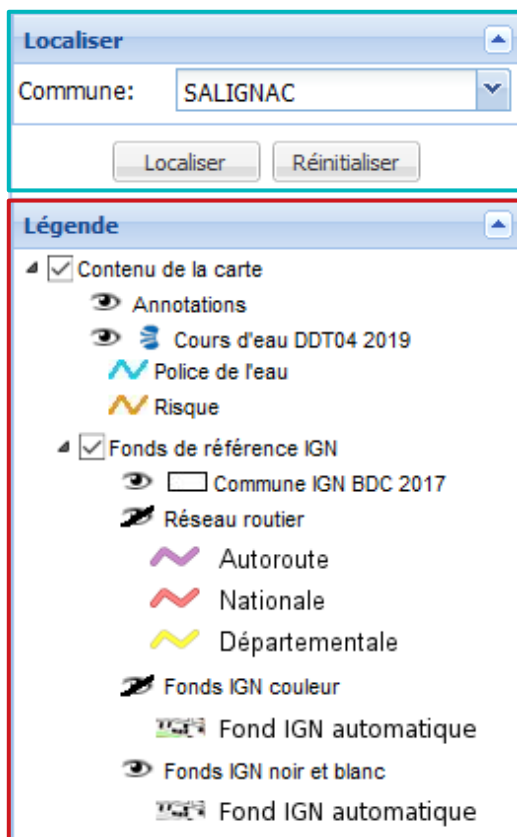 Localiser
Commune: SALIGNAC
Localiser Réinitialiser
Légende
Contenu de la carte
Annotations
Cours d'eau DDT04 2019
Police de l'eau
Risque
Fonds de référence IGN
Commune IGN BDC 2017
Réseau routier
Autoroute
Nationale
Départementale
Fonds IGN couleur
Fond IGN automatique
Fonds IGN noir et blanc
Fond IGN automatique